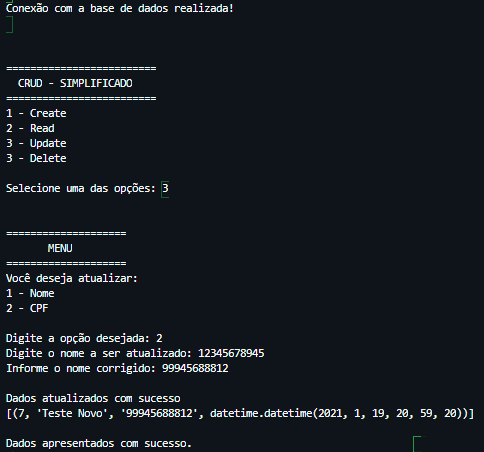 Conexão com a base de dados realizada!
=========================
CRUD - SIMPLIFICADO
=========================
1 - Create
2 - Read
3 - Update
3 - Delete
Selecione uma das opções: 3
====================
MENU
====================
Você deseja atualizar:
1 - Nome
2 - CPF
Digite a opção desejada: 2
Digite o nome a ser atualizado: 12345678945
Informe o nome corrigido: 99945688812
Dados atualizados com sucesso
[(7, 'Teste Novo', '99945688812', datetime.datetime(2021, 1, 19, 20, 59, 20))]
Dados apresentados com sucesso.